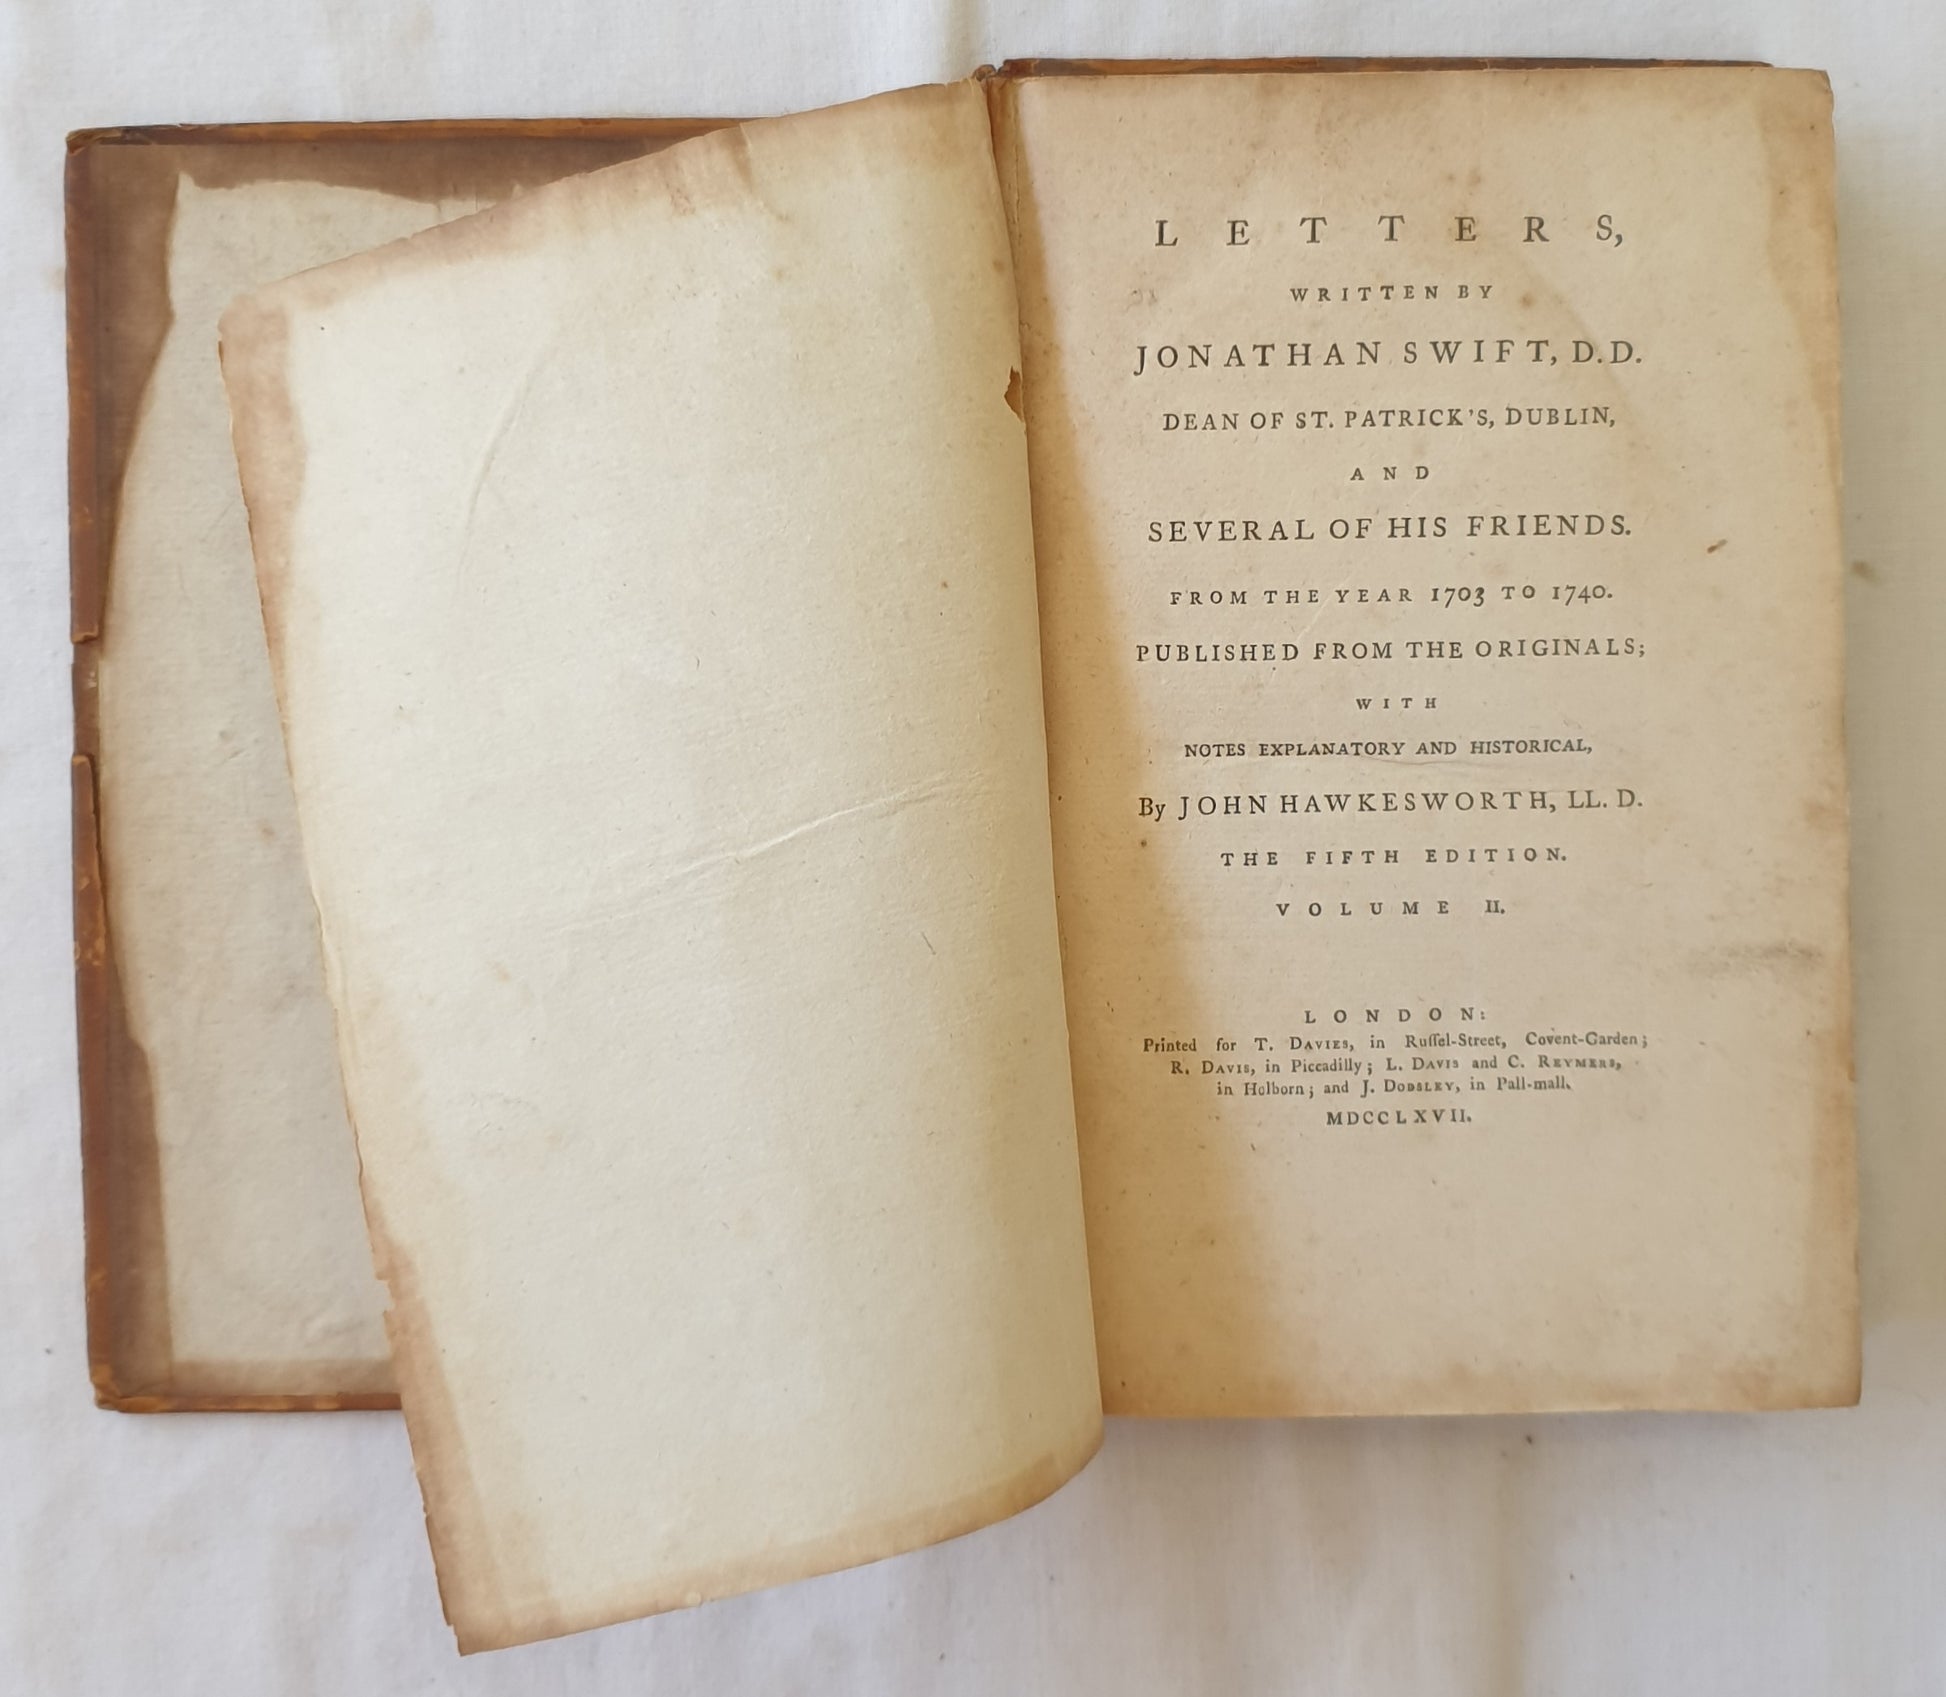 LETTERS,
WRITTEN BY
JONATHAN SWIFT, D.D.
DEAN OF ST. PATRICK'S, DUBLIN,
AND
SEVERAL OF HIS FRIENDS.
FROM THE YEAR 1703 TO 1740.
PUBLISHED FROM THE ORIGINALS;
WITH
NOTES EXPLANATORY AND HISTORICAL,
By JOHN HAWKESWORTH, LL. D.
THE FIFTH EDITION.
VOLUME II.
LONDON:
Printed for T. DAVIES, in Ruſſel-Street, Covent-Garden;
R. DAVIS, in Piccadilly; L. DAVIS and C. REYMERS,
in Holborn; and J. DODSLEY, in Pall-mall.
MDCCLXVII.